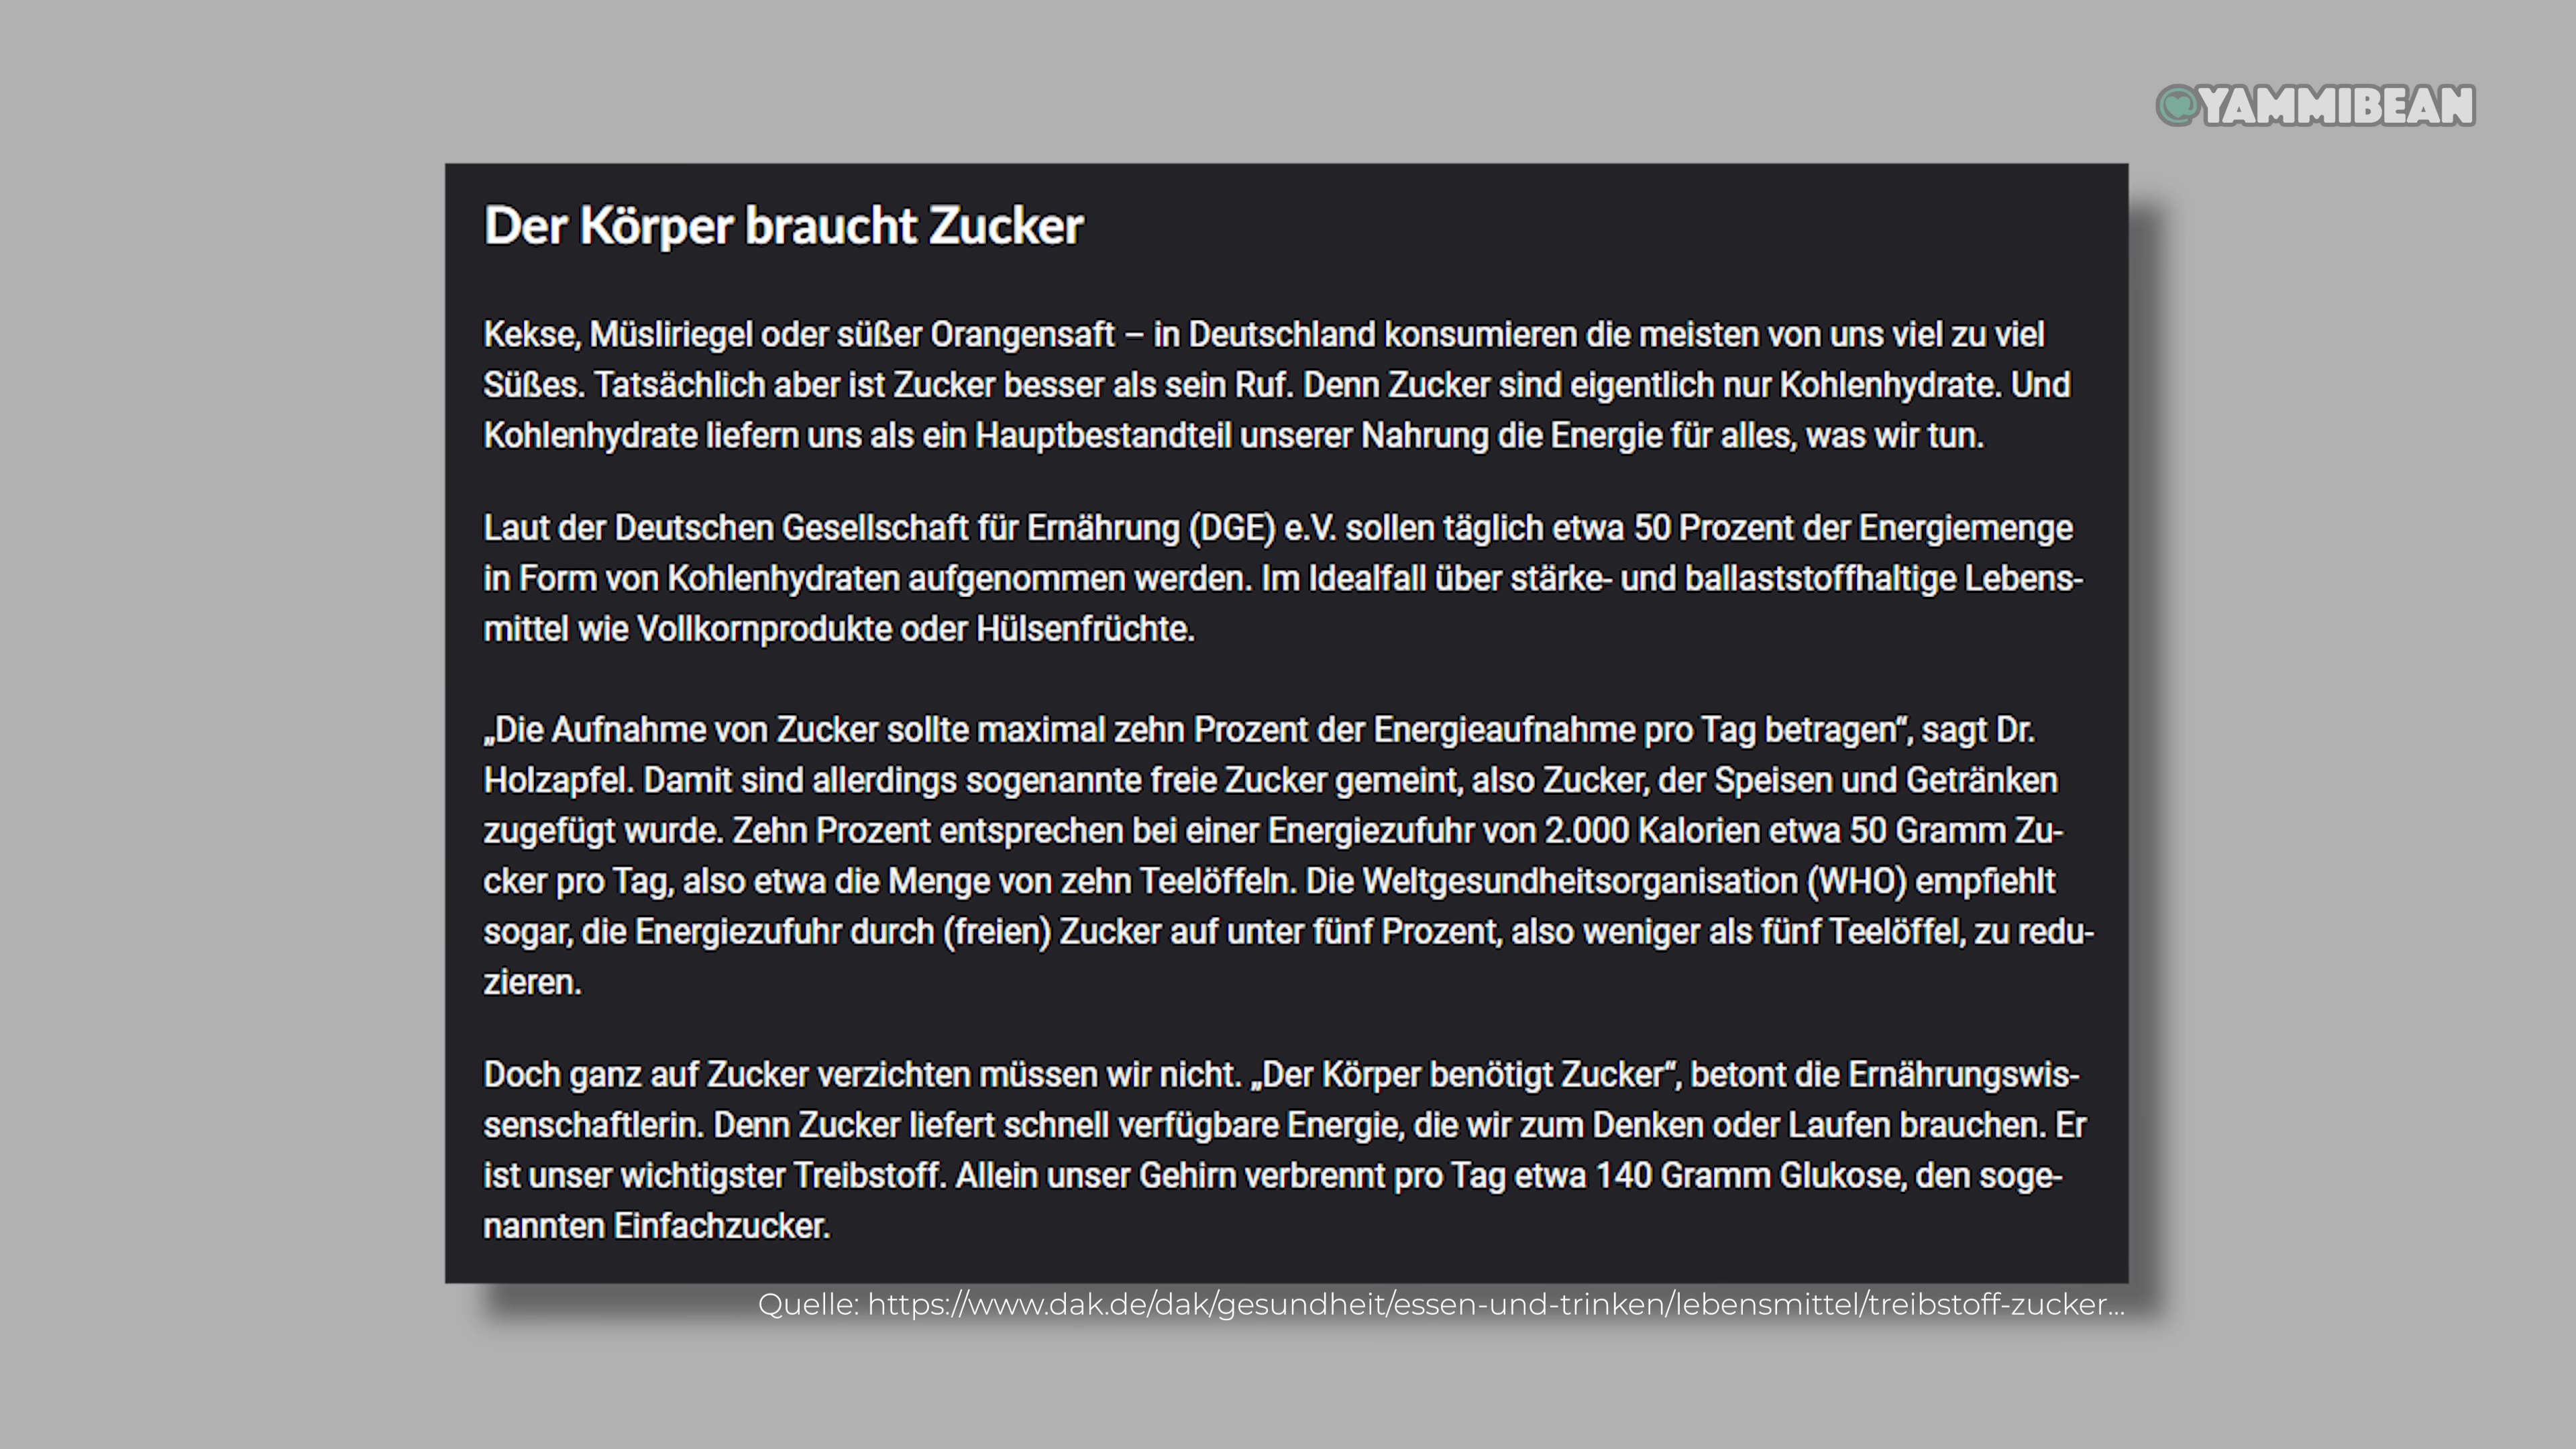 @YAMMIBEAN
Der Körper braucht Zucker
Kekse, Müsliriegel oder süßer Orangensaft – in Deutschland konsumieren die meisten von uns viel zu viel
Süßes. Tatsächlich aber ist Zucker besser als sein Ruf. Denn Zucker sind eigentlich nur Kohlenhydrate. Und
Kohlenhydrate liefern uns als ein Hauptbestandteil unserer Nahrung die Energie für alles, was wir tun.
Laut der Deutschen Gesellschaft für Ernährung (DGE) e.V. sollen täglich etwa 50 Prozent der Energiemenge
in Form von Kohlenhydraten aufgenommen werden. Im Idealfall über stärke- und ballaststoffhaltige Lebens-
mittel wie Vollkornprodukte oder Hülsenfrüchte.
„Die Aufnahme von Zucker sollte maximal zehn Prozent der Energieaufnahme pro Tag betragen“, sagt Dr.
Holzapfel. Damit sind allerdings sogenannte freie Zucker gemeint, also Zucker, der Speisen und Getränken
zugefügt wurde. Zehn Prozent entsprechen bei einer Energiezufuhr von 2.000 Kalorien etwa 50 Gramm Zu-
cker pro Tag, also etwa die Menge von zehn Teelöffeln. Die Weltgesundheitsorganisation (WHO) empfiehlt
sogar, die Energiezufuhr durch (freien) Zucker auf unter fünf Prozent, also weniger als fünf Teelöffel, zu redu-
zieren.
Doch ganz auf Zucker verzichten müssen wir nicht. „Der Körper benötigt Zucker“, betont die Ernährungswis-
senschaftlerin. Denn Zucker liefert schnell verfügbare Energie, die wir zum Denken oder Laufen brauchen. Er
ist unser wichtigster Treibstoff. Allein unser Gehirn verbrennt pro Tag etwa 140 Gramm Glukose, den soge-
nannten Einfachzucker.
Quelle: https://www.dak.de/dak/gesundheit/essen-und-trinken/lebensmittel/treibstoff-zucker...